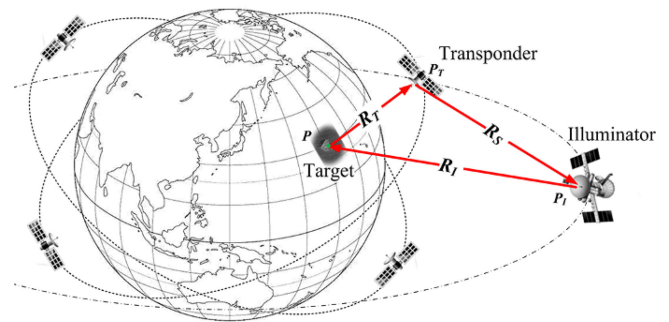 Transponder
P_T
R_T
R_S
Illuminator
P
Target
R_I
P_I